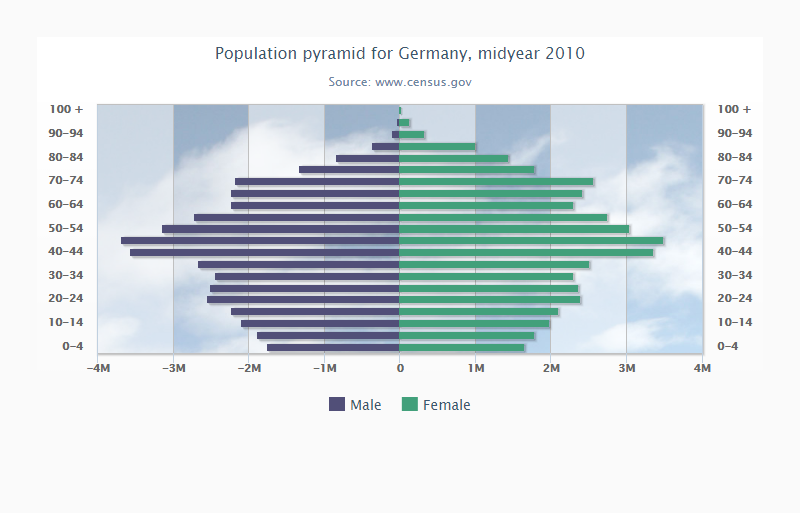 Population pyramid for Germany, midyear 2010
Source: www.census.gov
100 + 100 +
90–94 90–94
80–84 80–84
70–74 70–74
60–64 60–64
50–54 50–54
40–44 40–44
30–34 30–34
20–24 20–24
10–14 10–14
0–4 0–4
−4M −3M −2M −1M 0 1M 2M 3M 4M
Male Female